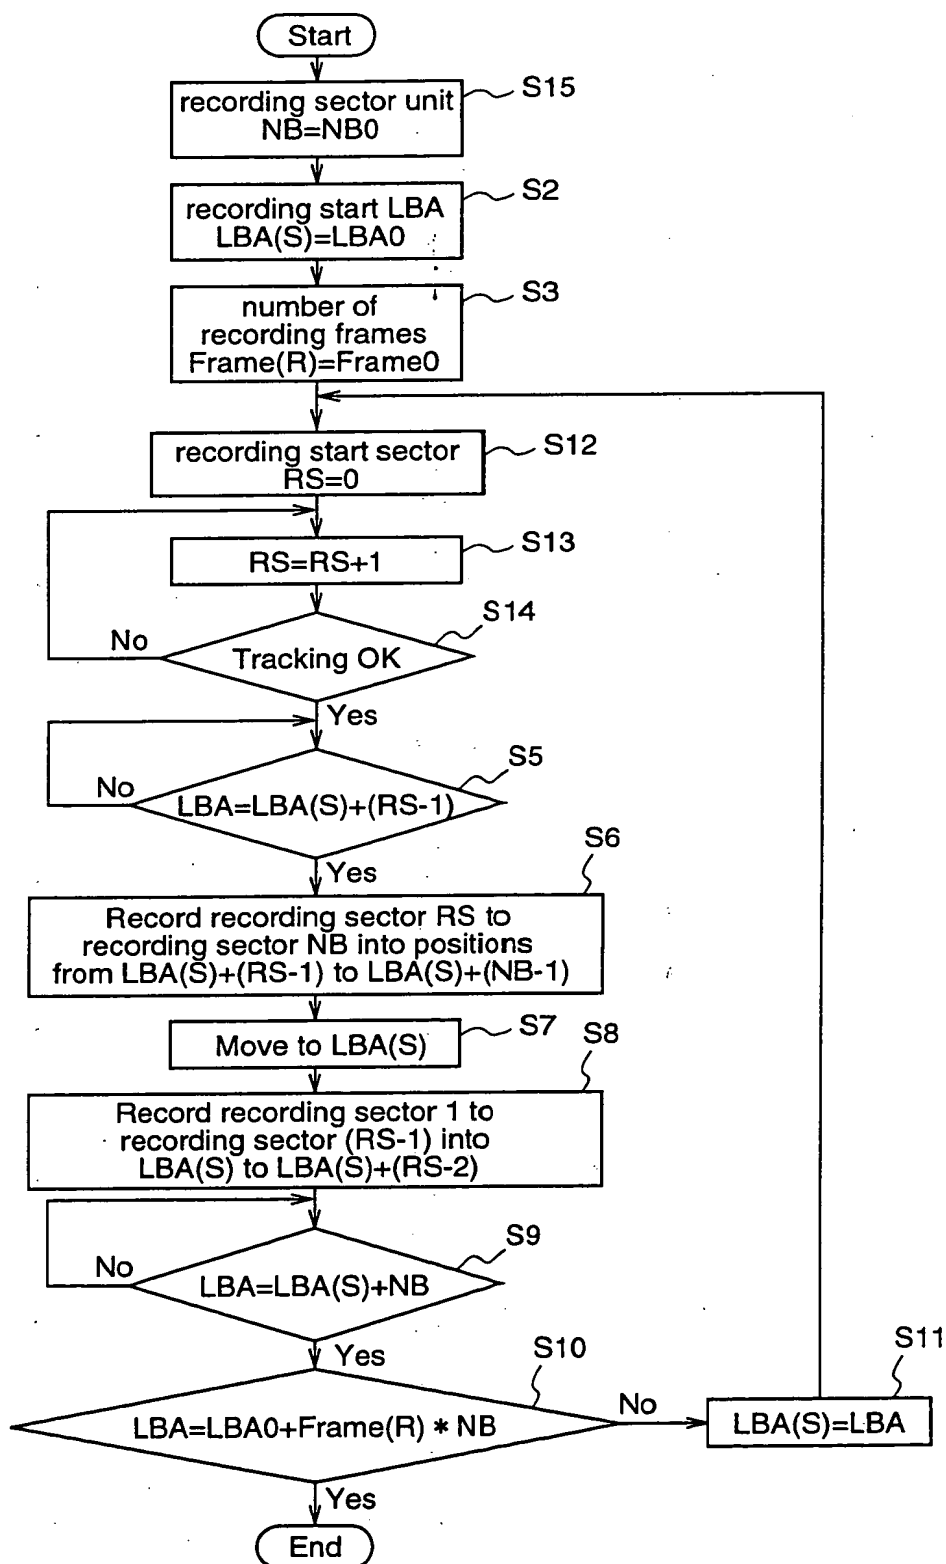 Start
S15
recording sector unit
NB=NB0
S2
recording start LBA
LBA(S)=LBA0
S3
number of
recording frames
Frame(R)=Frame0
S12
recording start sector
RS=0
S13
RS=RS+1
S14
No
Tracking OK
Yes
S5
No
LBA=LBA(S)+(RS-1)
Yes
S6
Record recording sector RS to
recording sector NB into positions
from LBA(S)+(RS-1) to LBA(S)+(NB-1)
S7
Move to LBA(S)
S8
Record recording sector 1 to
recording sector (RS-1) into
LBA(S) to LBA(S)+(RS-2)
S9
No
LBA=LBA(S)+NB
Yes
S10
S11
LBA=LBA0+Frame(R) * NB
No
LBA(S)=LBA
Yes
End